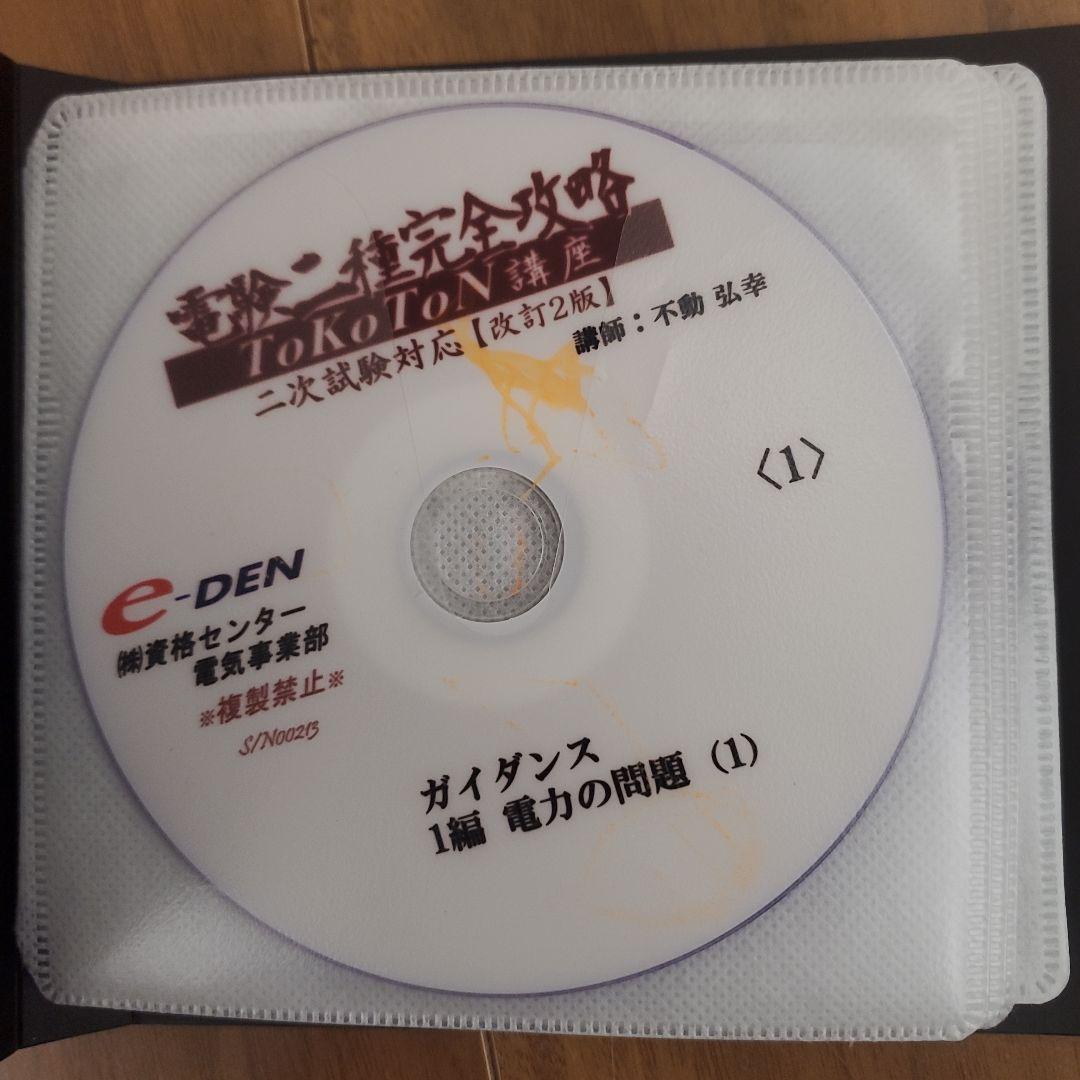 電験二種完全攻略
ToKoToN講座
二次試験対応【改訂2版】
講師：不動 弘幸
〈1〉
e-DEN
㈱資格センター
電気事業部
※複製禁止※
S/N00213
ガイダンス
1編 電力の問題（1）